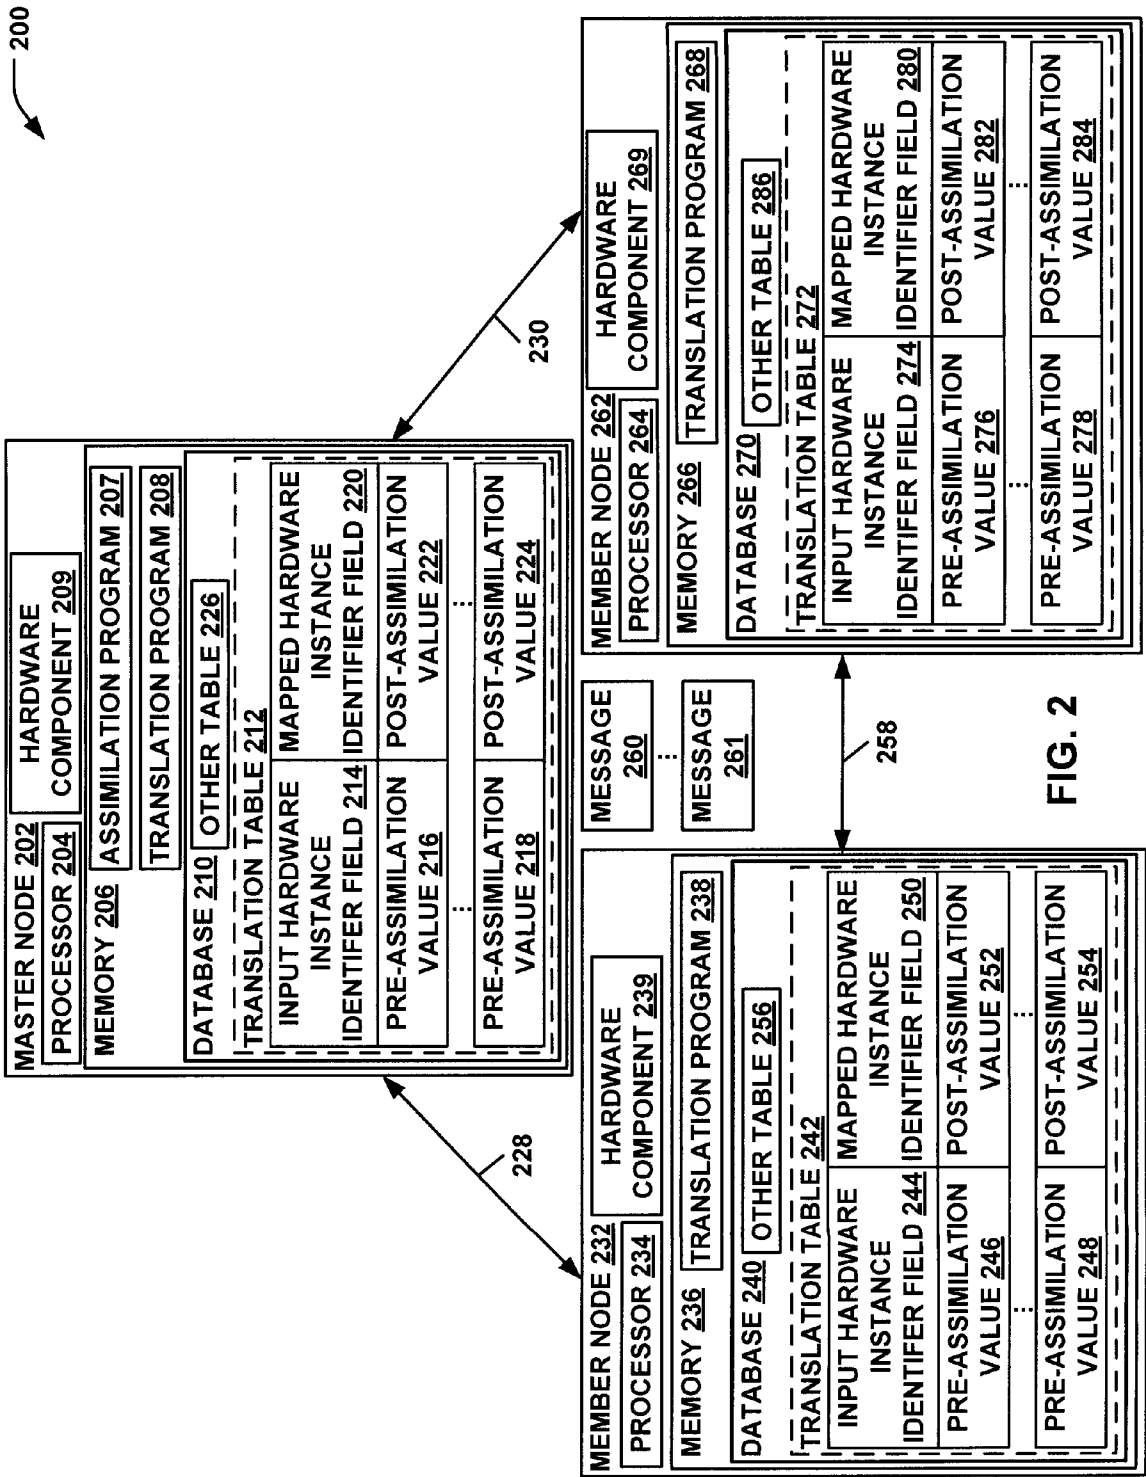 200
MASTER NODE 202
HARDWARE
COMPONENT 209
PROCESSOR 204
MEMORY 206
ASSIMILATION PROGRAM 207
TRANSLATION PROGRAM 208
DATABASE 210
OTHER TABLE 226
TRANSLATION TABLE 212
INPUT HARDWARE
INSTANCE
IDENTIFER FIELD 214
MAPPED HARDWARE
INSTANCE
IDENTIFIER FIELD 220
PRE-ASSIMILATION
VALUE 216
POST-ASSIMILATION
VALUE 222
...
...
PRE-ASSIMILATION
VALUE 218
POST-ASSIMILATION
VALUE 224
228
230
MEMBER NODE 232
HARDWARE
COMPONENT 239
PROCESSOR 234
MEMORY 236
TRANSLATION PROGRAM 238
DATABASE 240
OTHER TABLE 256
TRANSLATION TABLE 242
INPUT HARDWARE
INSTANCE
IDENTIFER FIELD 244
MAPPED HARDWARE
INSTANCE
IDENTIFIER FIELD 250
PRE-ASSIMILATION
VALUE 246
POST-ASSIMILATION
VALUE 252
...
...
PRE-ASSIMILATION
VALUE 248
POST-ASSIMILATION
VALUE 254
MESSAGE
260
...
MESSAGE
261
258
MEMBER NODE 262
HARDWARE
COMPONENT 269
PROCESSOR 264
MEMORY 266
TRANSLATION PROGRAM 268
DATABASE 270
OTHER TABLE 286
TRANSLATION TABLE 272
INPUT HARDWARE
INSTANCE
IDENTIFER FIELD 274
MAPPED HARDWARE
INSTANCE
IDENTIFIER FIELD 280
PRE-ASSIMILATION
VALUE 276
POST-ASSIMILATION
VALUE 282
...
...
PRE-ASSIMILATION
VALUE 278
POST-ASSIMILATION
VALUE 284
FIG. 2